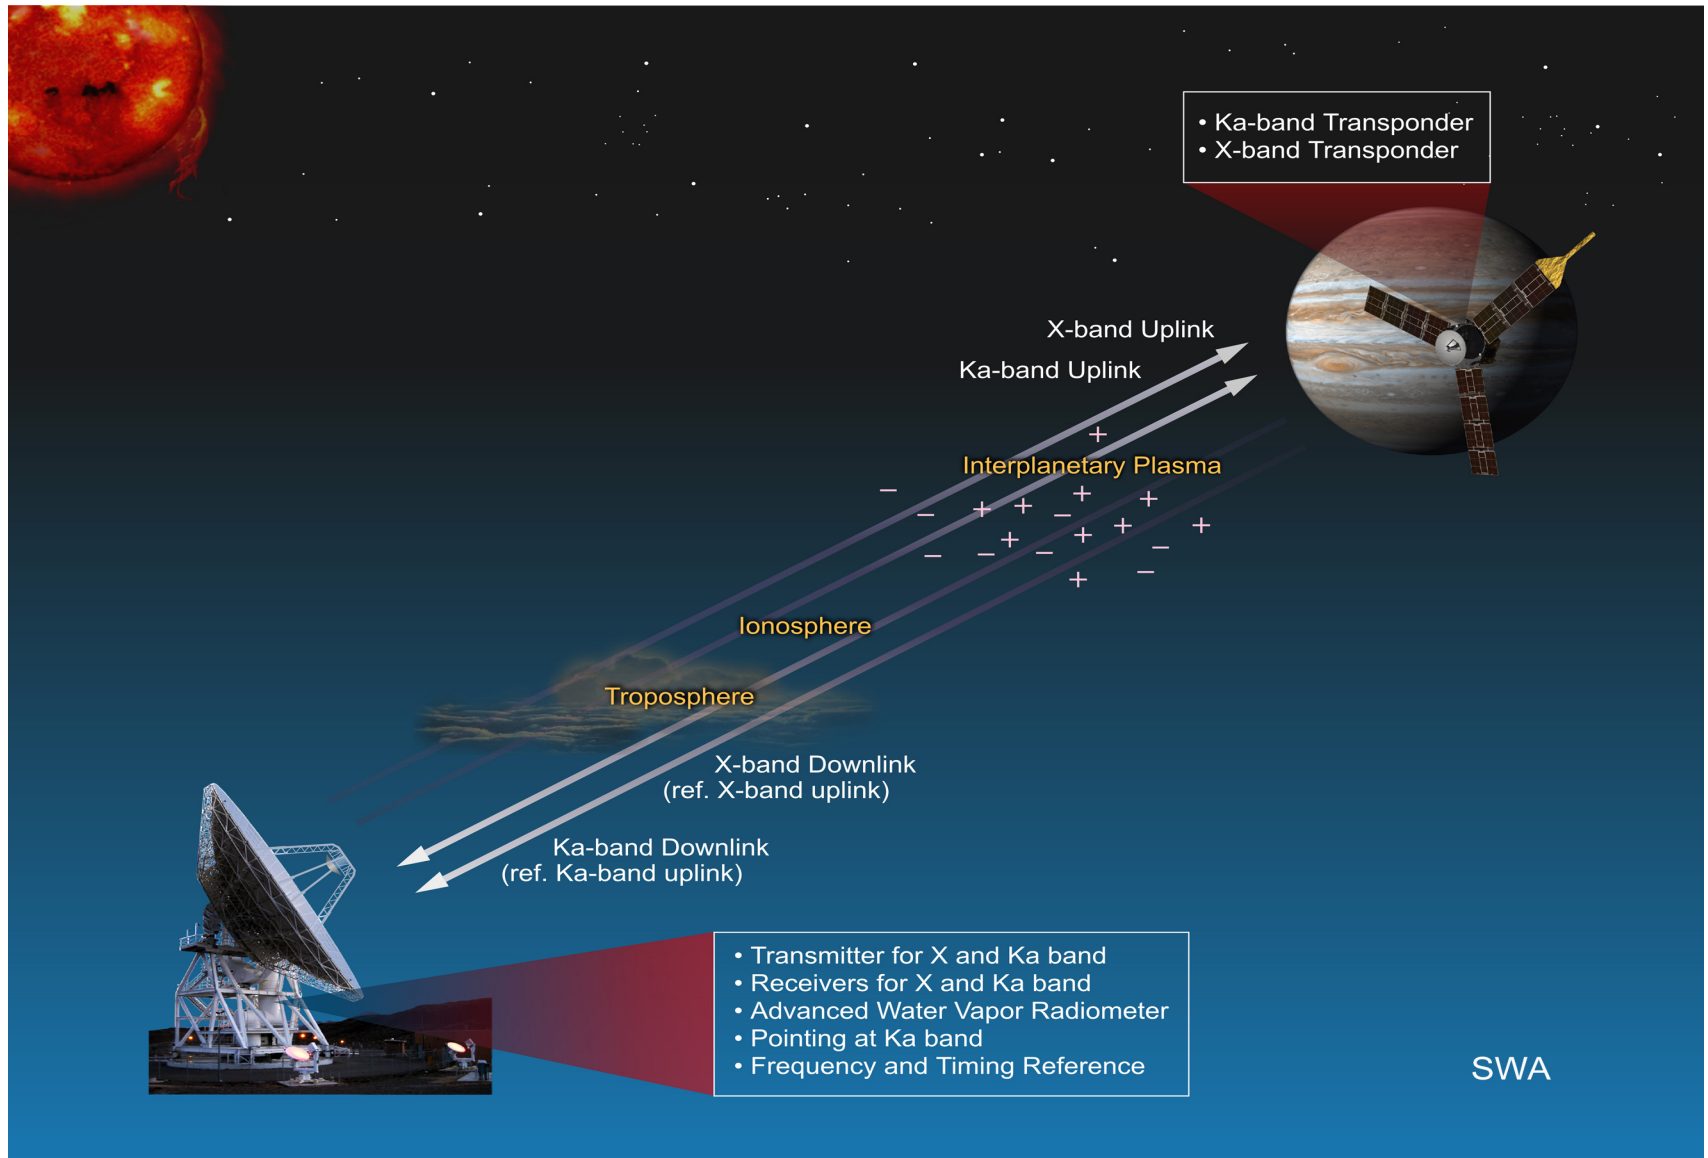 • Ka-band Transponder
• X-band Transponder
X-band Uplink
Ka-band Uplink
Interplanetary Plasma
Ionosphere
Troposphere
X-band Downlink
(ref. X-band uplink)
Ka-band Downlink
(ref. Ka-band uplink)
• Transmitter for X and Ka band
• Receivers for X and Ka band
• Advanced Water Vapor Radiometer
• Pointing at Ka band
• Frequency and Timing Reference
SWA